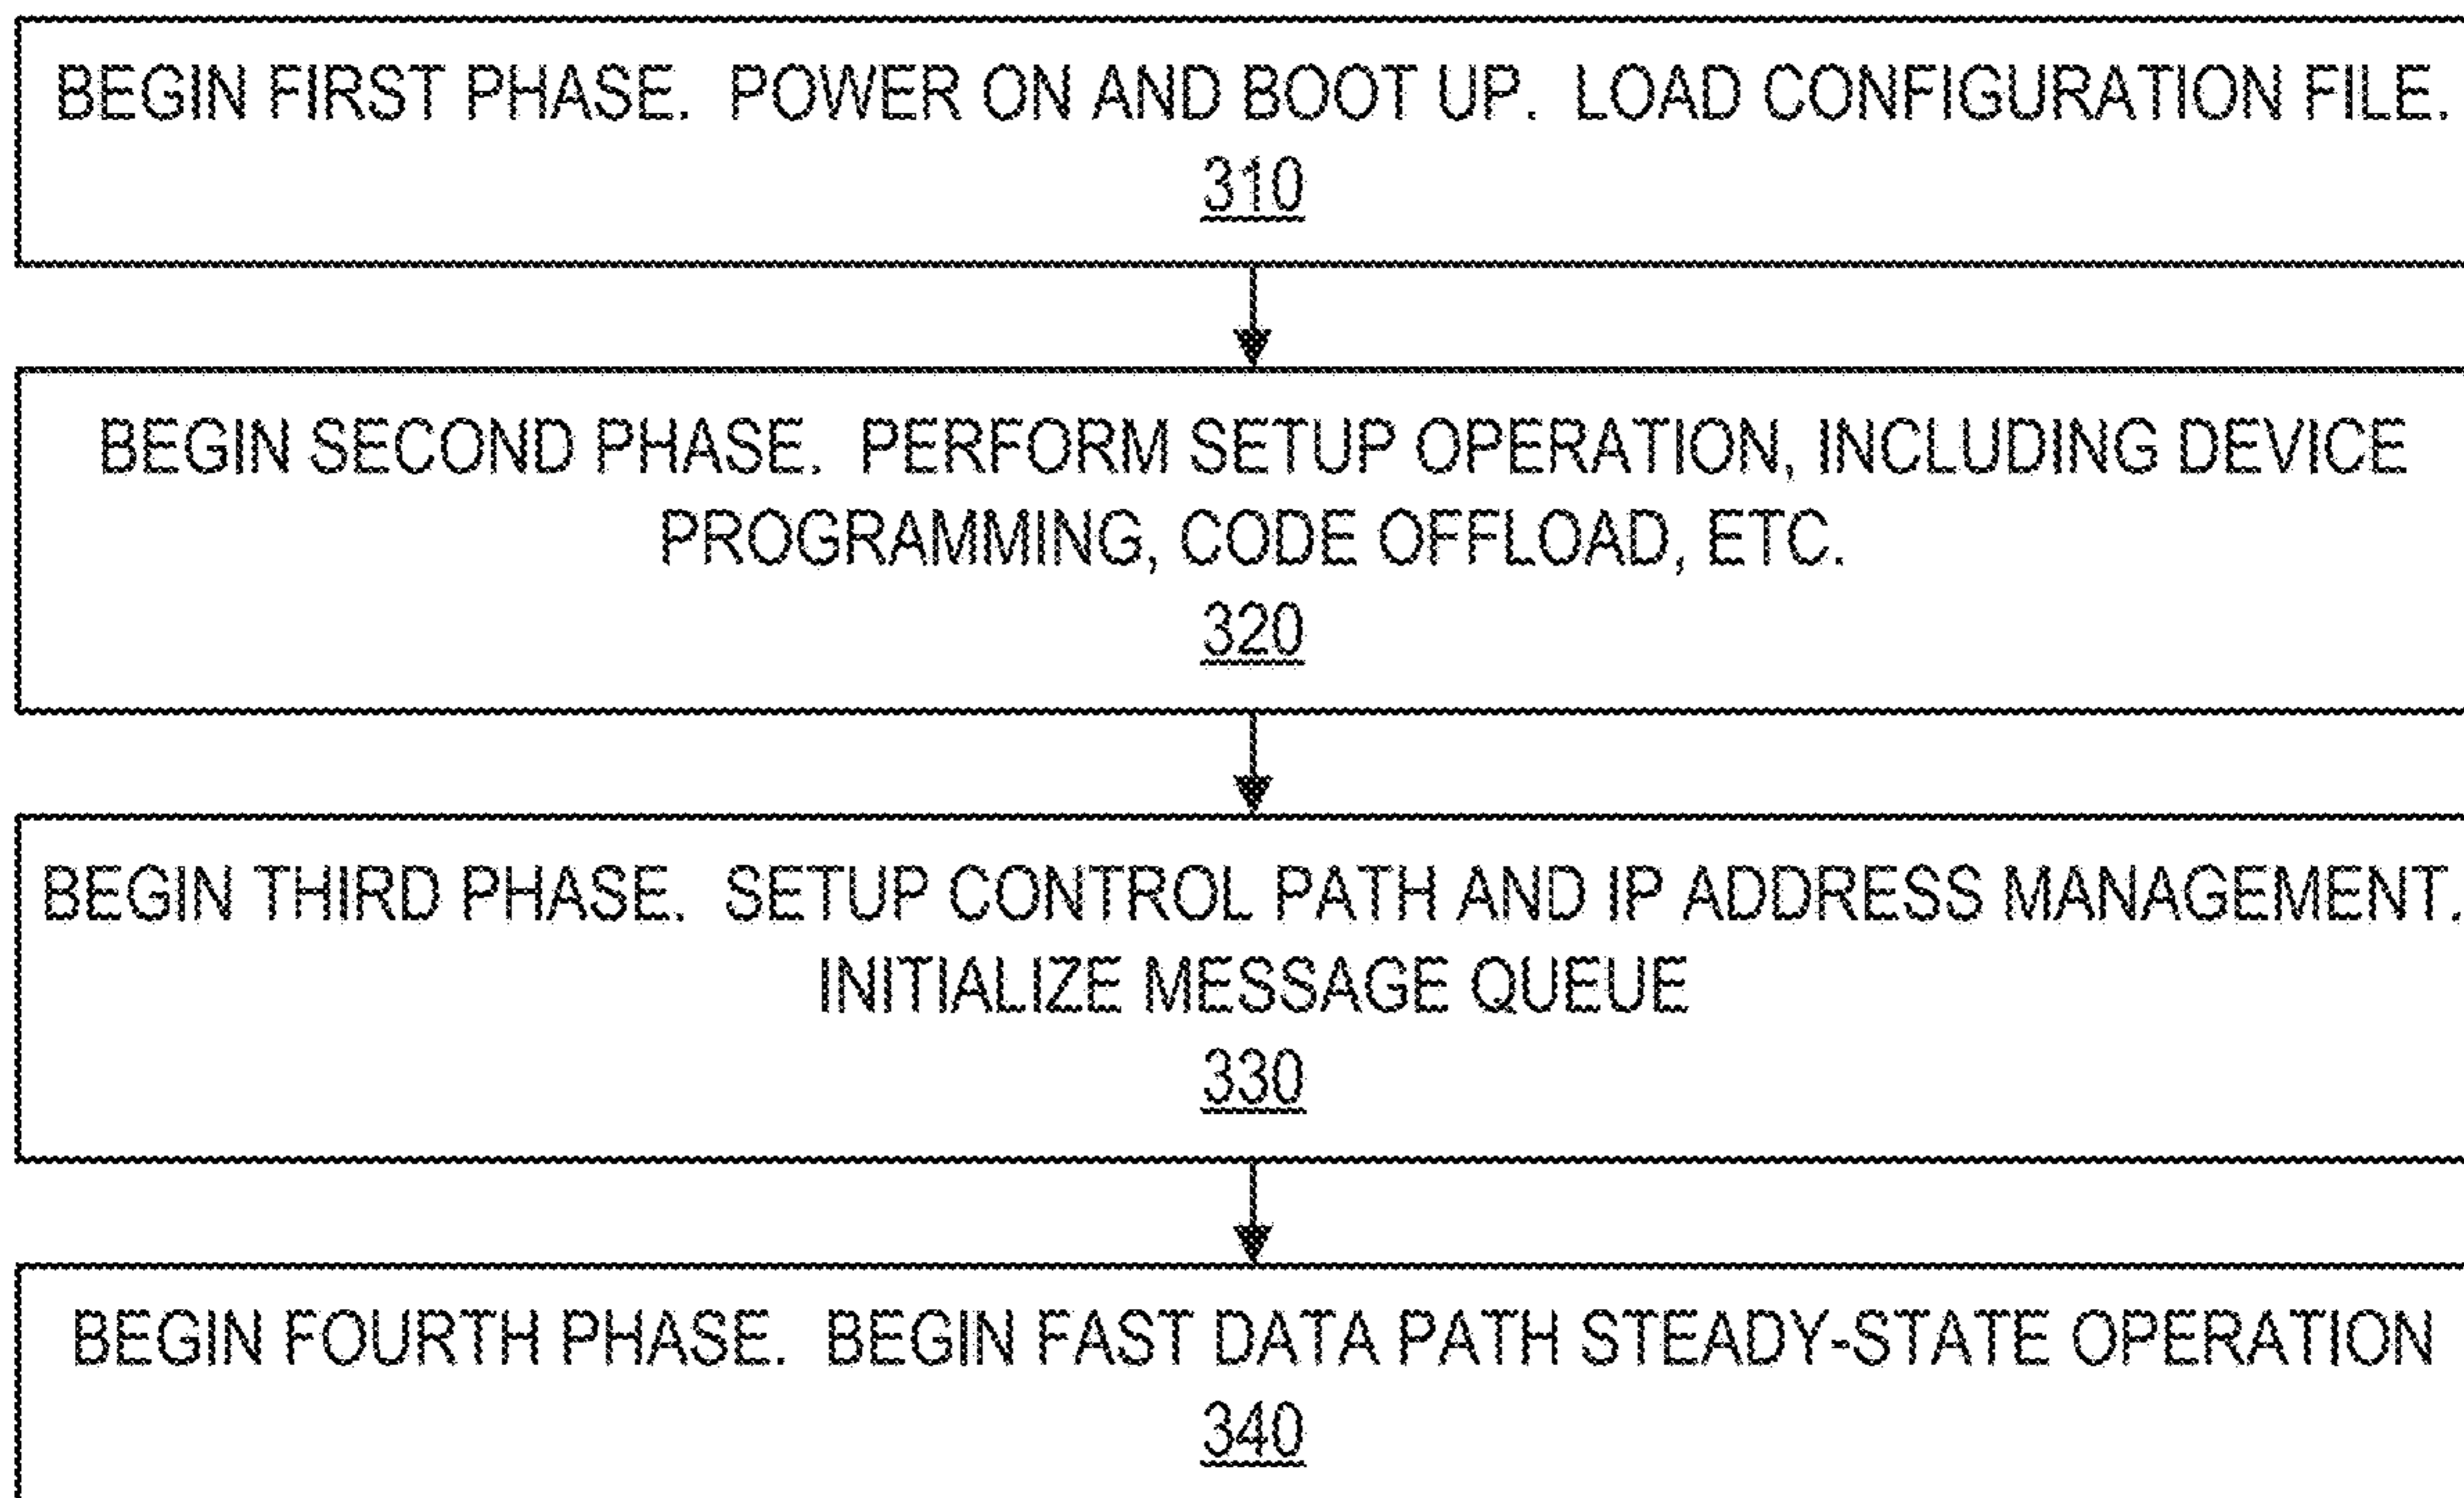 BEGIN FIRST PHASE. POWER ON AND BOOT UP. LOAD CONFIGURATION FILE.
310
BEGIN SECOND PHASE. PERFORM SETUP OPERATION, INCLUDING DEVICE
PROGRAMMING, CODE OFFLOAD, ETC.
320
BEGIN THIRD PHASE. SETUP CONTROL PATH AND IP ADDRESS MANAGEMENT.
INITIALIZE MESSAGE QUEUE
330
BEGIN FOURTH PHASE. BEGIN FAST DATA PATH STEADY-STATE OPERATION
340